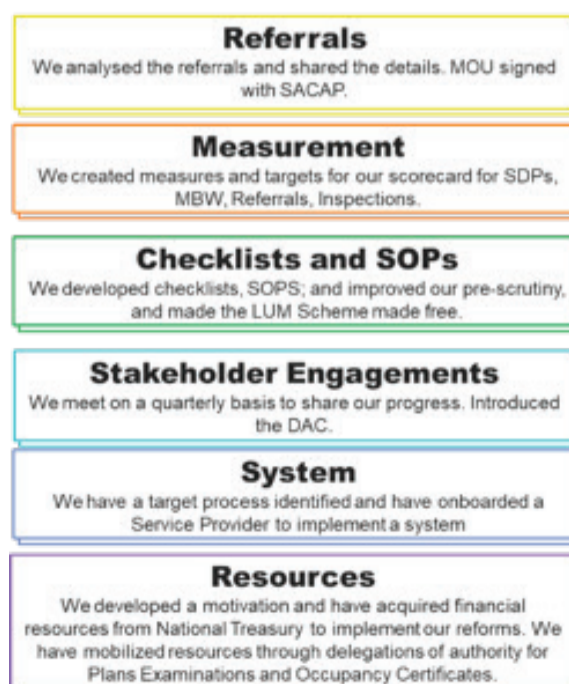 Referrals
We analysed the referrals and shared the details. MOU signed
with SACAP.
Measurement
We created measures and targets for our scorecard for SDPs,
MBW, Referrals, Inspections.
Checklists and SOPs
We developed checklists, SOPS; and improved our pre-scrutiny,
and made the LUM Scheme made free.
Stakeholder Engagements
We meet on a quarterly basis to share our progress. Introduced
the DAC.
System
We have a target process identified and have onboarded a
Service Provider to implement a system
Resources
We developed a motivation and have acquired financial
resources from National Treasury to implement our reforms. We
have mobilized resources through delegations of authority for
Plans Examinations and Occupancy Certificates.